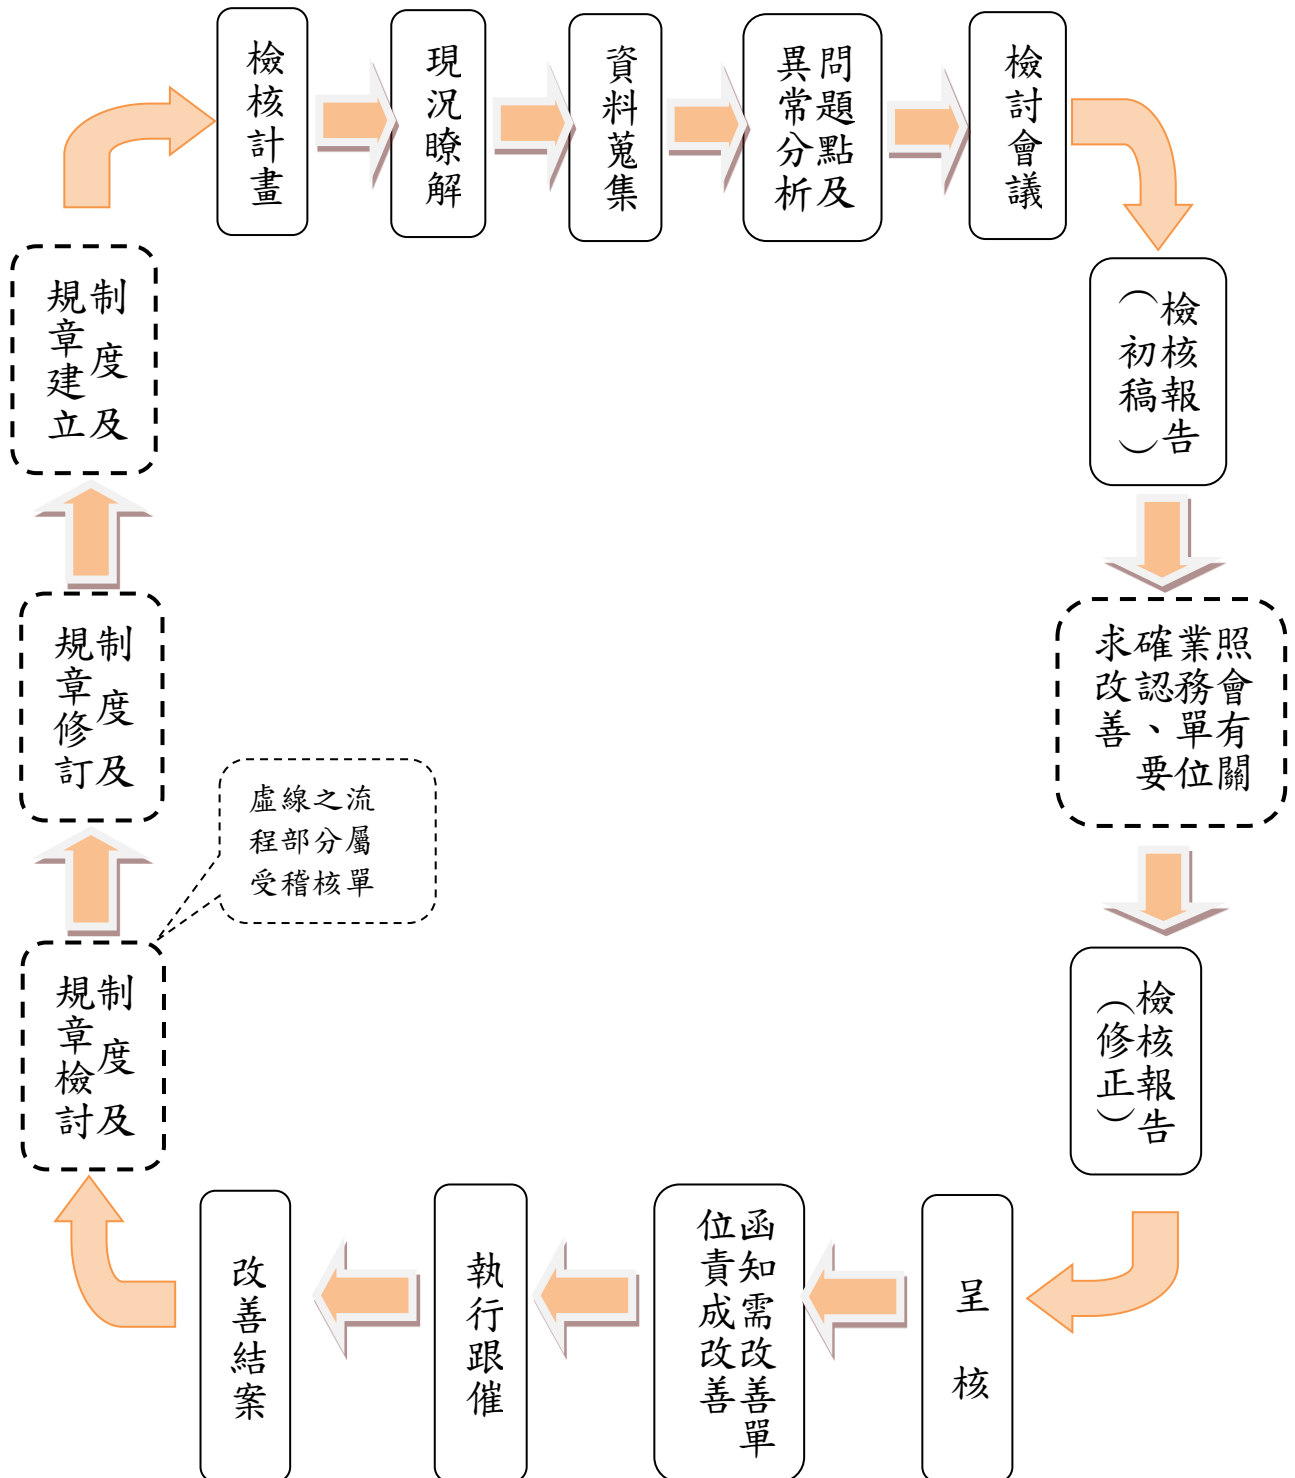 檢核計畫
現況瞭解
資料蒐集
問題點及
異常分析
檢討會議
檢核報告
（初稿）
照會有關
業務單位
確認、要
求改善
檢核報告
（修正）
呈核
函知需改善單
位責成改善
執行跟催
改善結案
制度及
規章檢討
虛線之流
程部分屬
受稽核單
制度及
規章修訂
制度及
規章建立